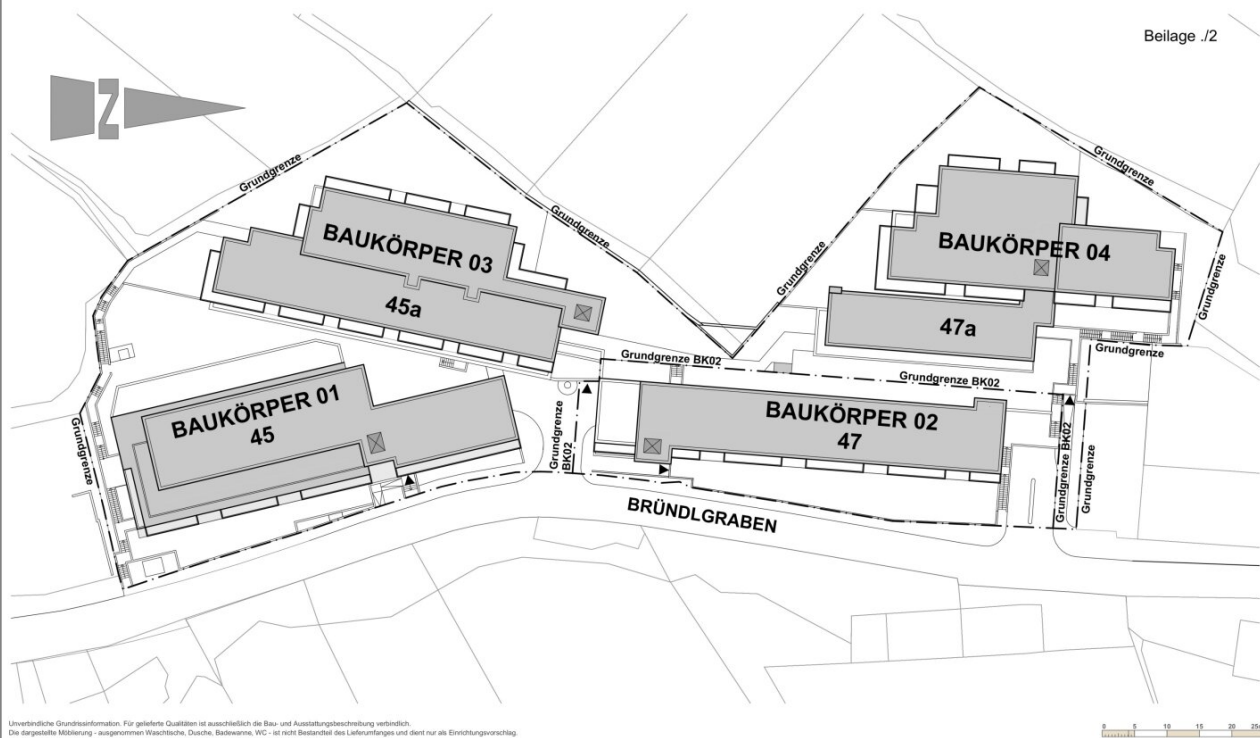 Beilage ./2
N
Grundgrenze
Grundgrenze
Grundgrenze
Grundgrenze
Grundgrenze
BAUKÖRPER 03
45a
BAUKÖRPER 04
47a
Grundgrenze
Grundgrenze BK02
Grundgrenze BK02
BAUKÖRPER 01
45
Grundgrenze
Grundgrenze
BK02
BAUKÖRPER 02
47
Grundgrenze BK02
Grundgrenze
BRÜNDLGRABEN
Unverbindliche Grundrissinformation. Für gelieferte Qualitäten ist ausschließlich die Bau- und Ausstattungsbeschreibung verbindlich.
Die dargestellte Möblierung - ausgenommen Waschtische, Dusche, Badewanne, WC - ist nicht Bestandteil des Lieferumfanges und dient nur als Einrichtungsvorschlag.
0 5 10 15 20 25m